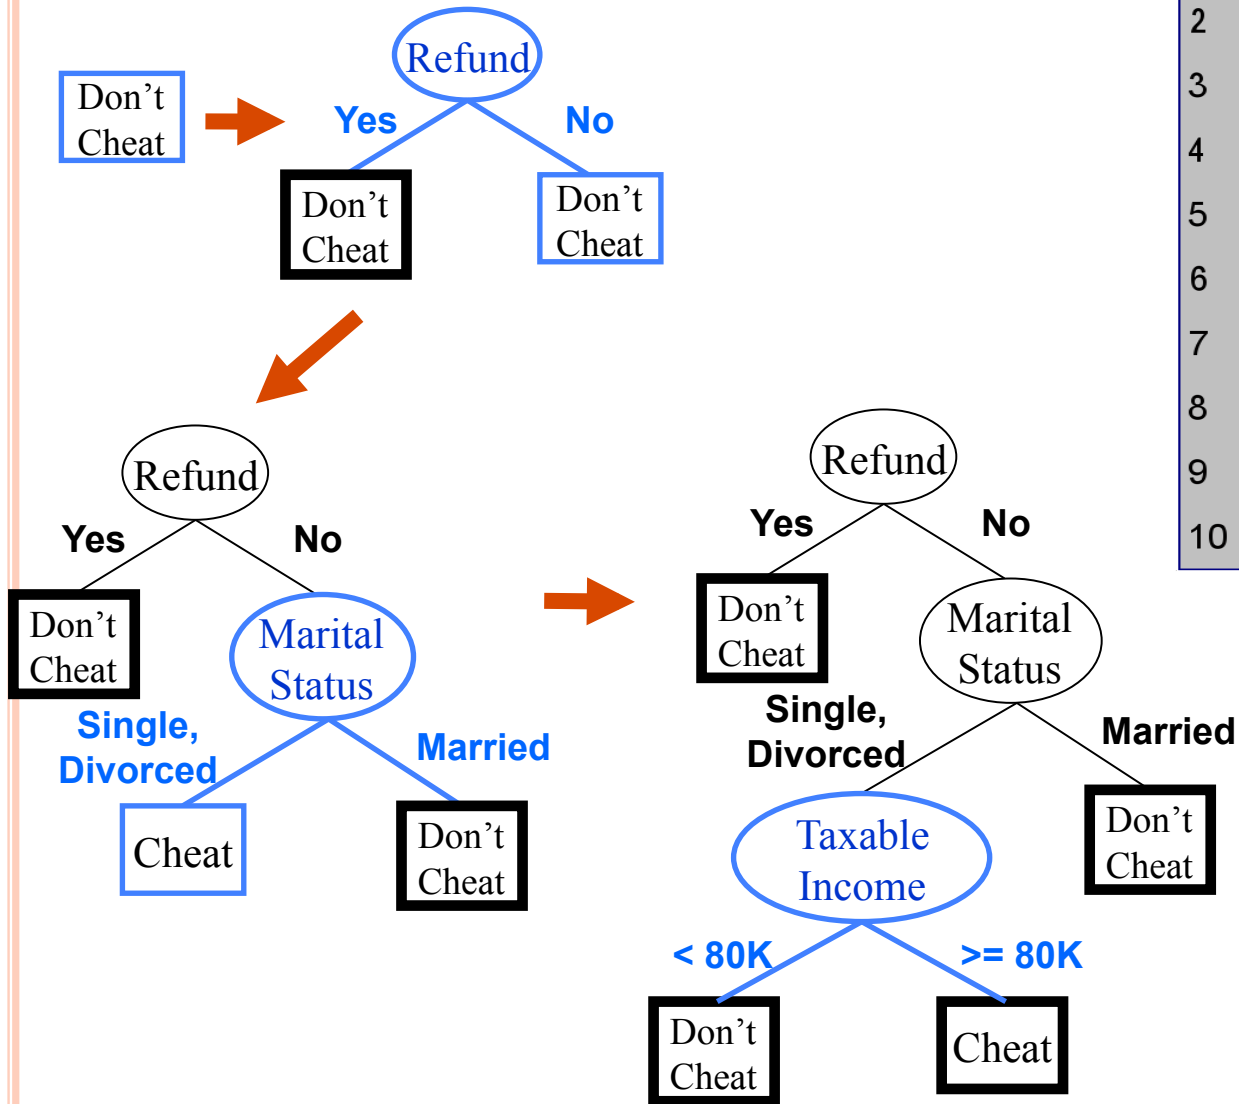 Refund
Don't
Cheat
Yes
No
Don't
Cheat
Don't
Cheat
Refund
Yes
No
Don't
Cheat
Marital
Status
Single,
Divorced
Married
Cheat
Don't
Cheat
Refund
Yes
No
Don't
Cheat
Marital
Status
Single,
Divorced
Married
Taxable
Income
Don't
Cheat
< 80K
>= 80K
Don't
Cheat
Cheat
2
3
4
5
6
7
8
9
10